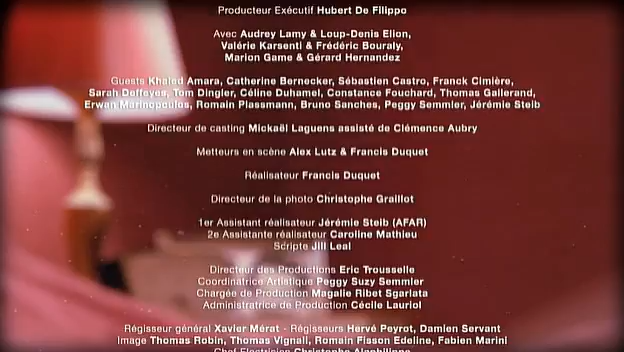 Producteur Exécutif Hubert De Filippo
Avec Audrey Lamy & Loup-Denis Elion,
Valérie Karsenti & Frédéric Bouraly,
Marion Game & Gérard Hernandez
Guests Khaled Amara, Catherine Bernecker, Sébastien Castro, Franck Cimière,
Sarah Doffeyes, Tom Dingler, Céline Duhamel, Constance Fouchard, Thomas Gallerand,
Erwan Marinopoulos, Romain Plassmann, Bruno Sanches, Peggy Semmler, Jérémie Steib
Directeur de casting Mickaël Laguens assisté de Clémence Aubry
Metteurs en scène Alex Lutz & Francis Duquet
Réalisateur Francis Duquet
Directeur de la photo Christophe Graillot
1er Assistant réalisateur Jérémie Steib (AFAR)
2e Assistante réalisateur Caroline Mathieu
Scripte Jill Leal
Directeur des Productions Eric Trousselle
Coordinatrice Artistique Peggy Suzy Semmler
Chargée de Production Magalie Ribet Sgarlata
Administratrice de Production Cécile Lauriol
Régisseur général Xavier Mérat - Régisseurs Hervé Peyrot, Damien Servant
Image Thomas Robin, Thomas Vignall, Romain Fisson Edeline, Fabien Marini
Chef Electricien Christophe